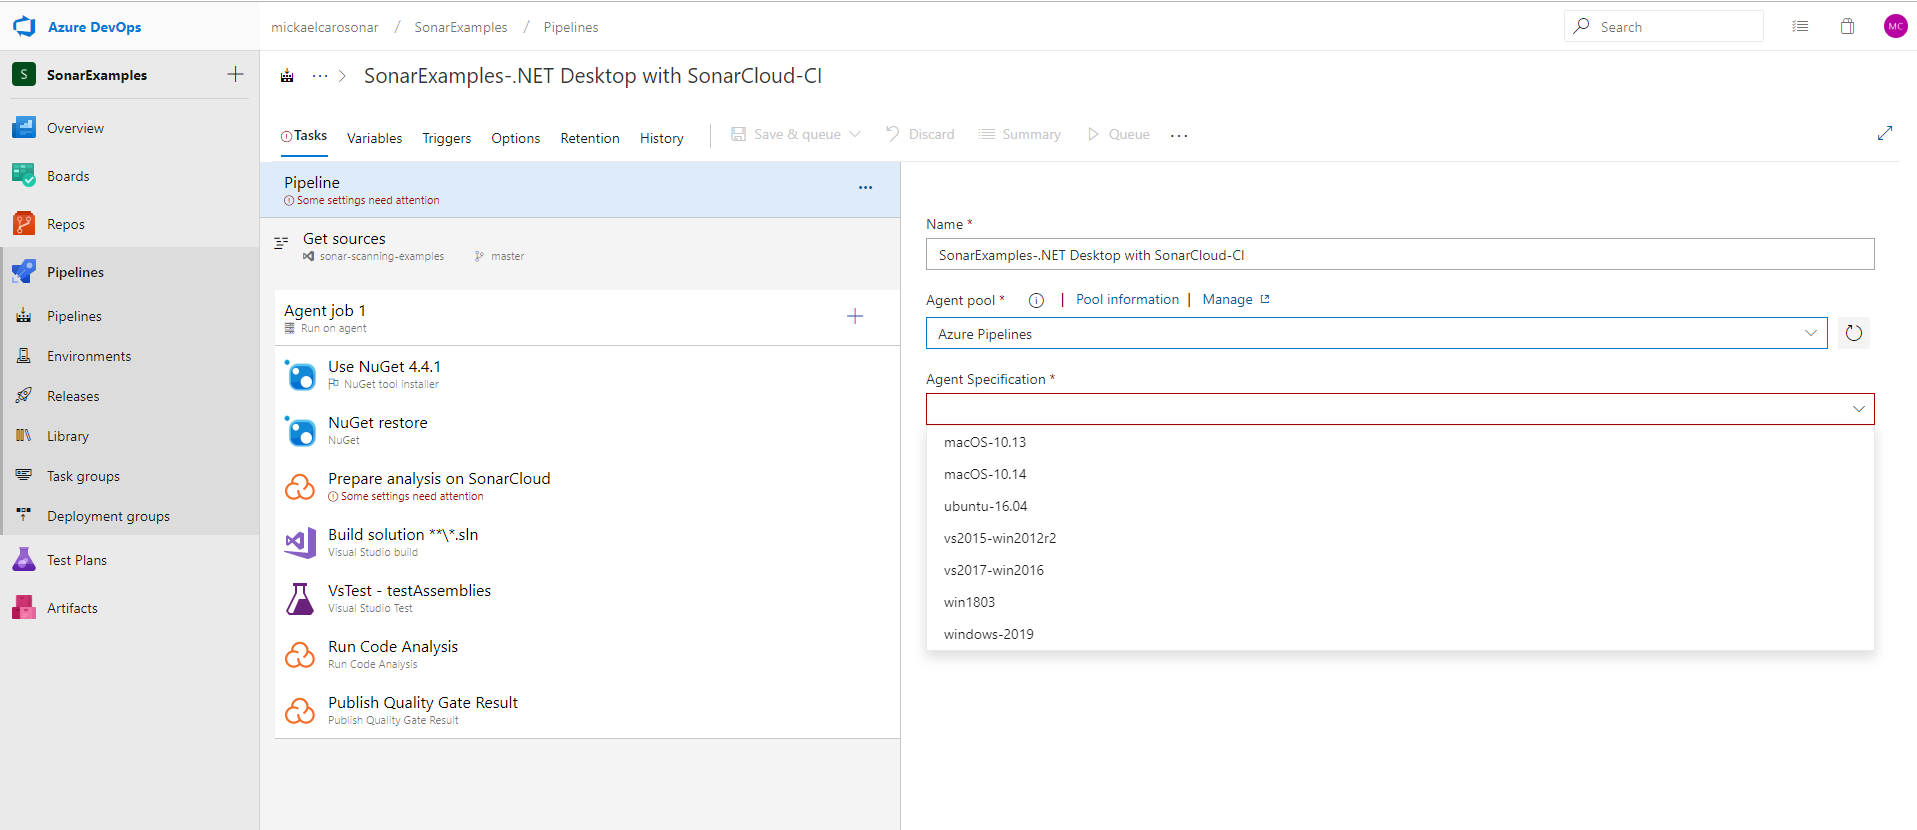 Azure DevOps
mickaelcarosonar / SonarExamples / Pipelines
Search
MC
S SonarExamples
Overview
Boards
Repos
Pipelines
Pipelines
Environments
Releases
Library
Task groups
Deployment groups
Test Plans
Artifacts
... > SonarExamples-.NET Desktop with SonarCloud-CI
Tasks Variables Triggers Options Retention History | Save & queue Discard Summary Queue ...
Pipeline
Some settings need attention
Get sources
sonar-scanning-examples master
Agent job 1
Run on agent
Use NuGet 4.4.1
NuGet tool installer
NuGet restore
NuGet
Prepare analysis on SonarCloud
Some settings need attention
Build solution **\*.sln
Visual Studio build
VsTest - testAssemblies
Visual Studio Test
Run Code Analysis
Run Code Analysis
Publish Quality Gate Result
Publish Quality Gate Result
Name *
SonarExamples-.NET Desktop with SonarCloud-CI
Agent pool * | Pool information | Manage
Azure Pipelines
Agent Specification *
macOS-10.13
macOS-10.14
ubuntu-16.04
vs2015-win2012r2
vs2017-win2016
win1803
windows-2019